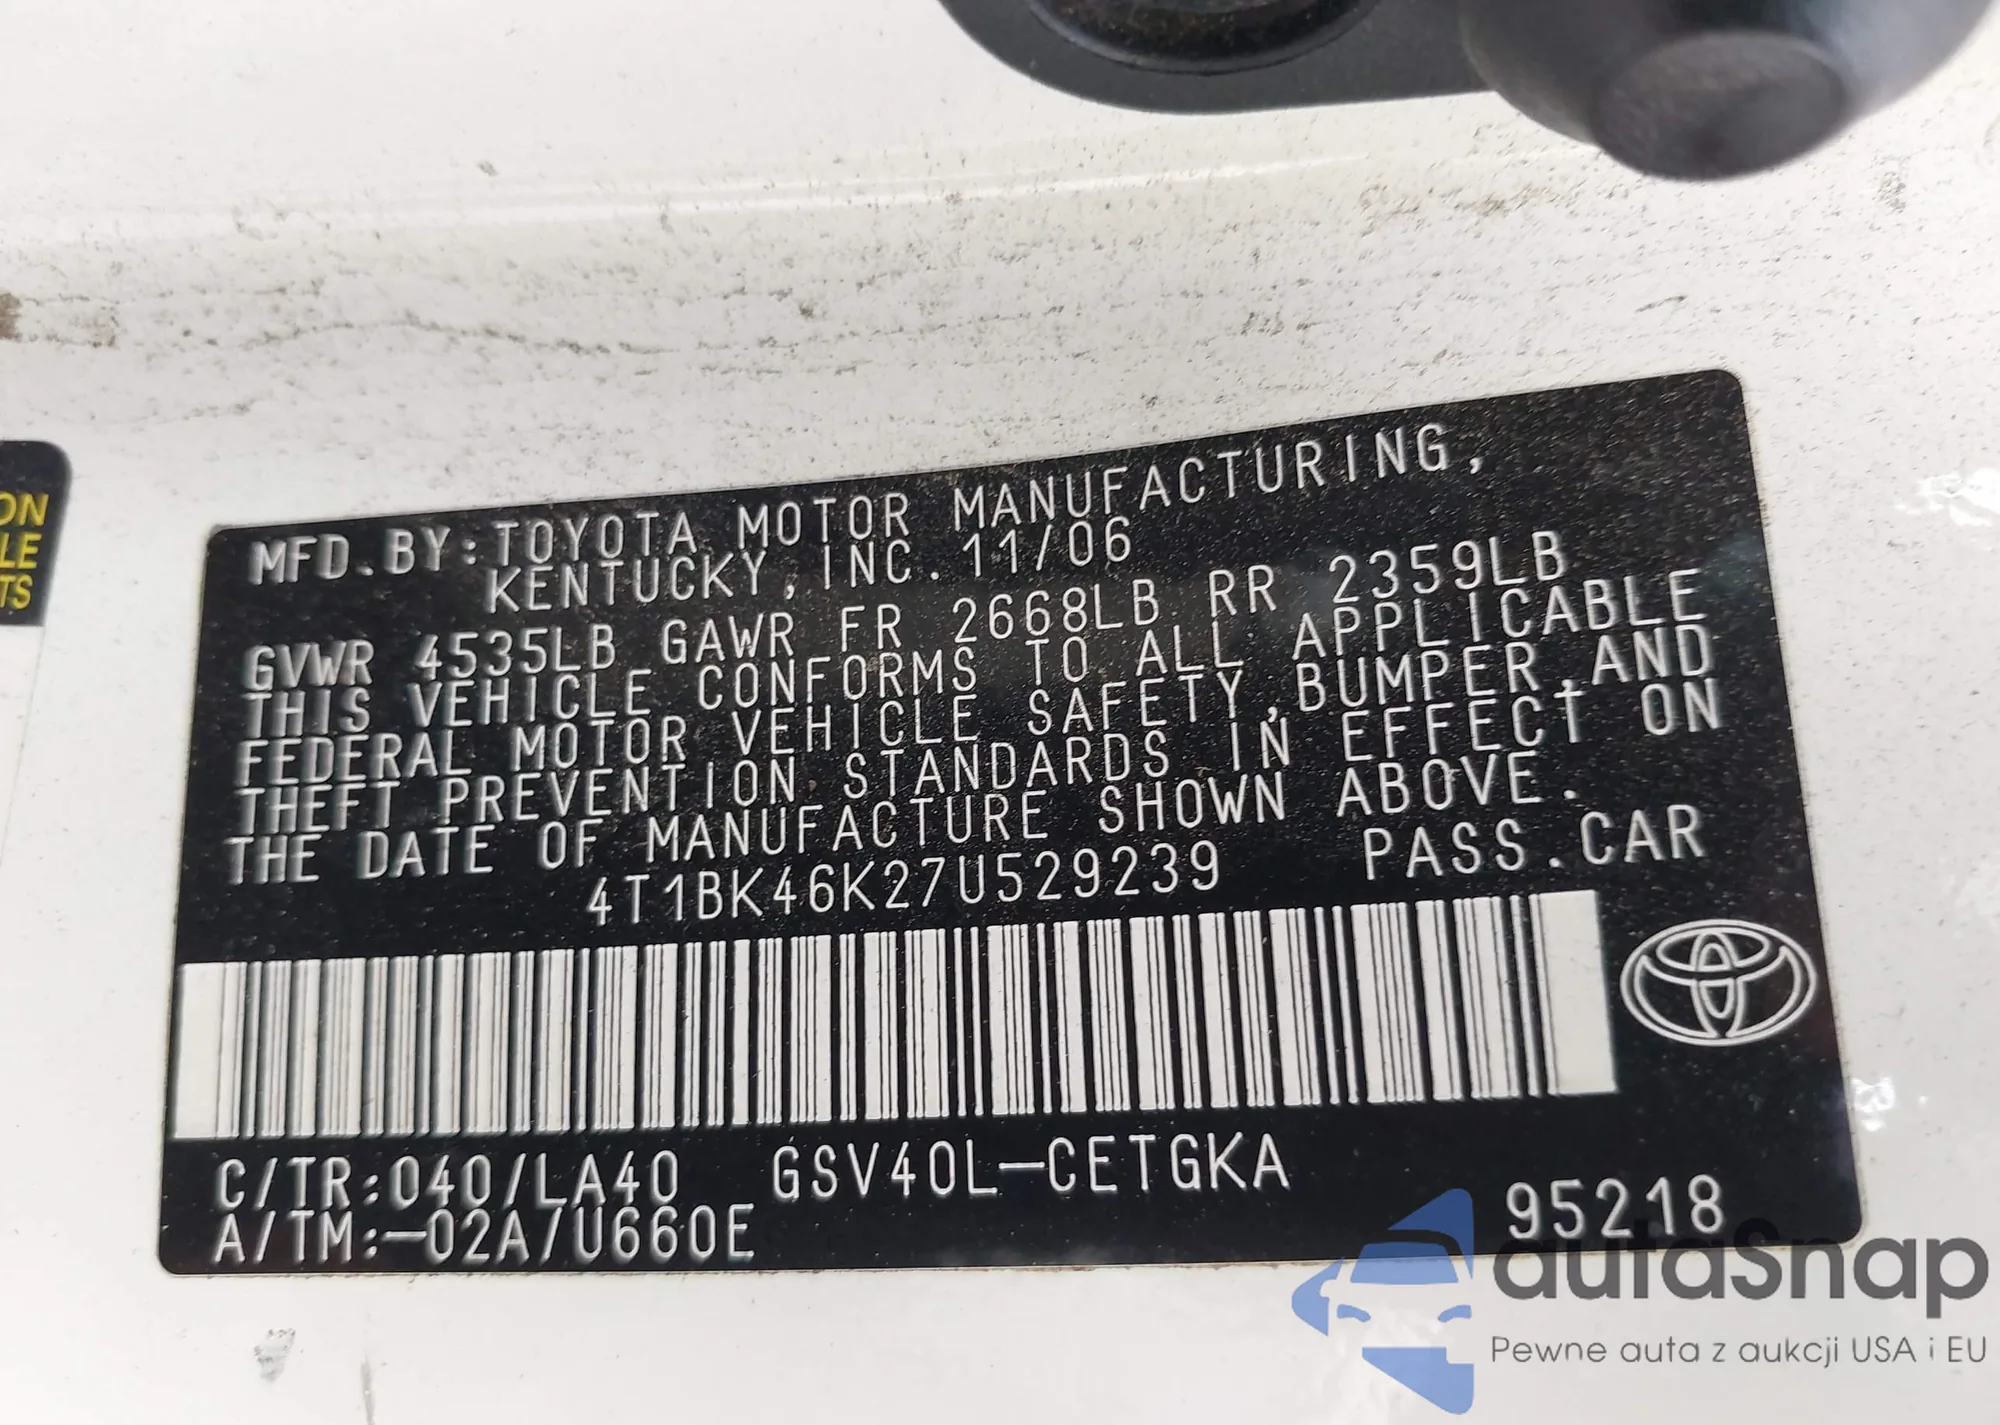 ON
LE
TS
MFD.BY:TOYOTA MOTOR MANUFACTURING,
KENTUCKY,INC. 11/06
GVWR 4535LB GAWR FR 2668LB RR 2359LB
THIS VEHICLE CONFORMS TO ALL APPLICABLE
FEDERAL MOTOR VEHICLE SAFETY,BUMPER,AND
THEFT PREVENTION STANDARDS IN EFFECT ON
THE DATE OF MANUFACTURE SHOWN ABOVE.
4T1BK46K27U529239 PASS.CAR
C/TR:040/LA40 GSV40L-CETGKA
A/TM:-02A/U660E 95218
autaSnap
Pewne auta z aukcji USA i EU